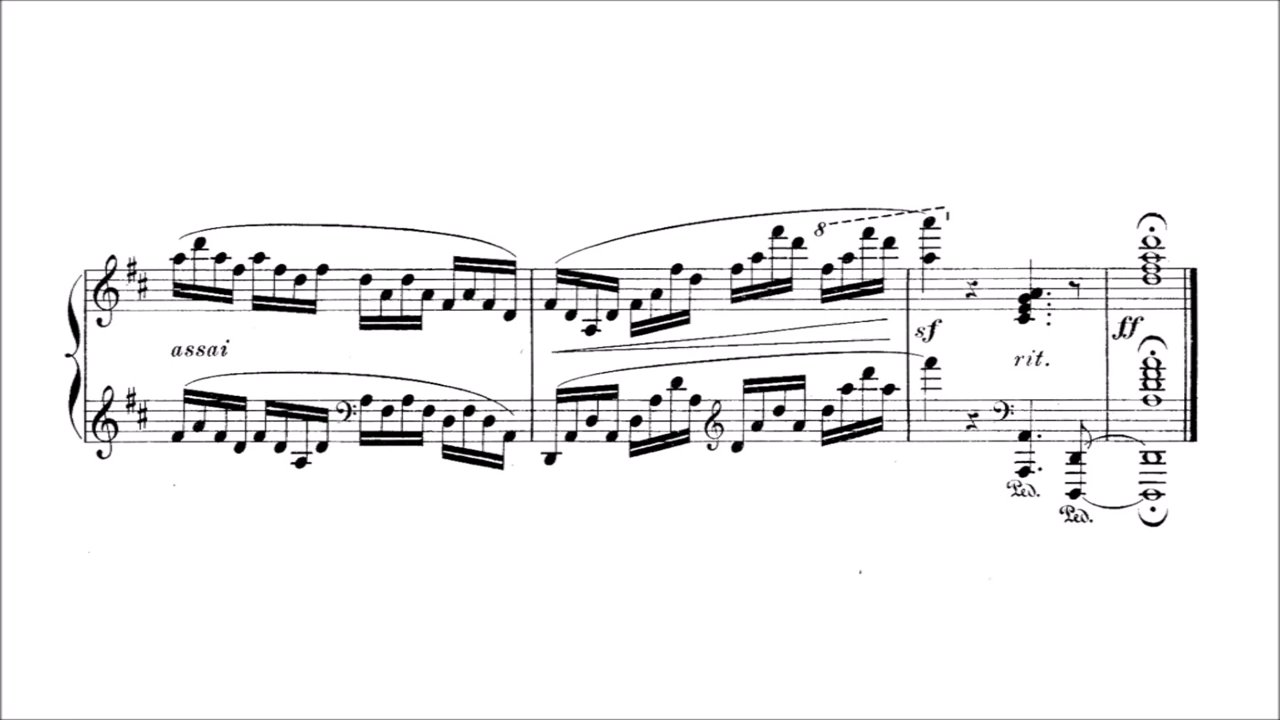 8
assai
sf
rit.
ff
Ped.
Ped.